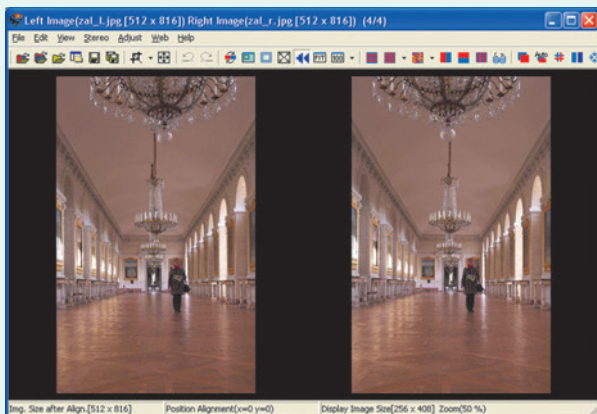 Left Image(zal_l.jpg [512 x 816]) Right Image(zal_r.jpg [512 x 816]) (4/4)
File Edit View Stereo Adjust Web Help
Img. Size after Align.[512 x 816] Position Alignment(x=0 y=0) Display Image Size[256 x 408] Zoom(50 %)